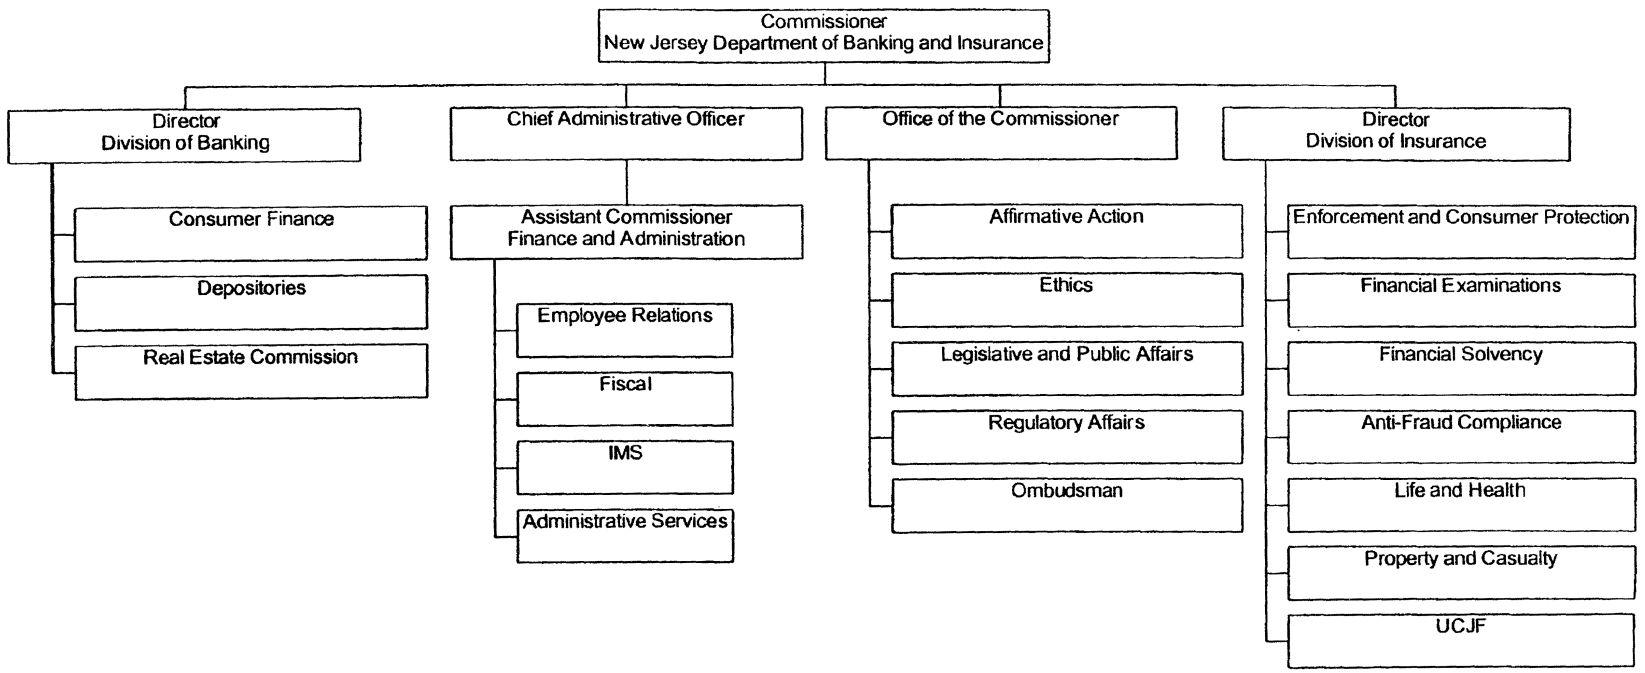 Commissioner
New Jersey Department of Banking and Insurance
Director
Division of Banking
Consumer Finance
Depositories
Real Estate Commission
Chief Administrative Officer
Assistant Commissioner
Finance and Administration
Employee Relations
Fiscal
IMS
Administrative Services
Office of the Commissioner
Affirmative Action
Ethics
Legislative and Public Affairs
Regulatory Affairs
Ombudsman
Director
Division of Insurance
Enforcement and Consumer Protection
Financial Examinations
Financial Solvency
Anti-Fraud Compliance
Life and Health
Property and Casualty
UCJF